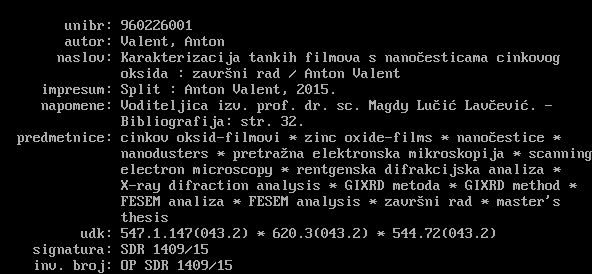 unibr: 960226001
autor: Valent, Anton
naslov: Karakterizacija tankih filmova s nanočesticama cinkovog
oksida : završni rad / Anton Valent
impresum: Split : Anton Valent, 2015.
napomene: Voditeljica izv. prof. dr. sc. Magdy Lučić Lavčević. -
Bibliografija: str. 32.
predmetnice: cinkov oksid-filmovi * zinc oxide-films * nanočestice *
nanodusters * pretražna elektronska mikroskopija * scanning
electron microscopy * rentgenska difrakcijska analiza *
X-ray difraction analysis * GIXRD metoda * GIXRD method *
FESEM analiza * FESEM analysis * završni rad * master's
thesis
udk: 547.1.147(043.2) * 620.3(043.2) * 544.72(043.2)
signatura: SDR 1409/15
inv. broj: OP SDR 1409/15